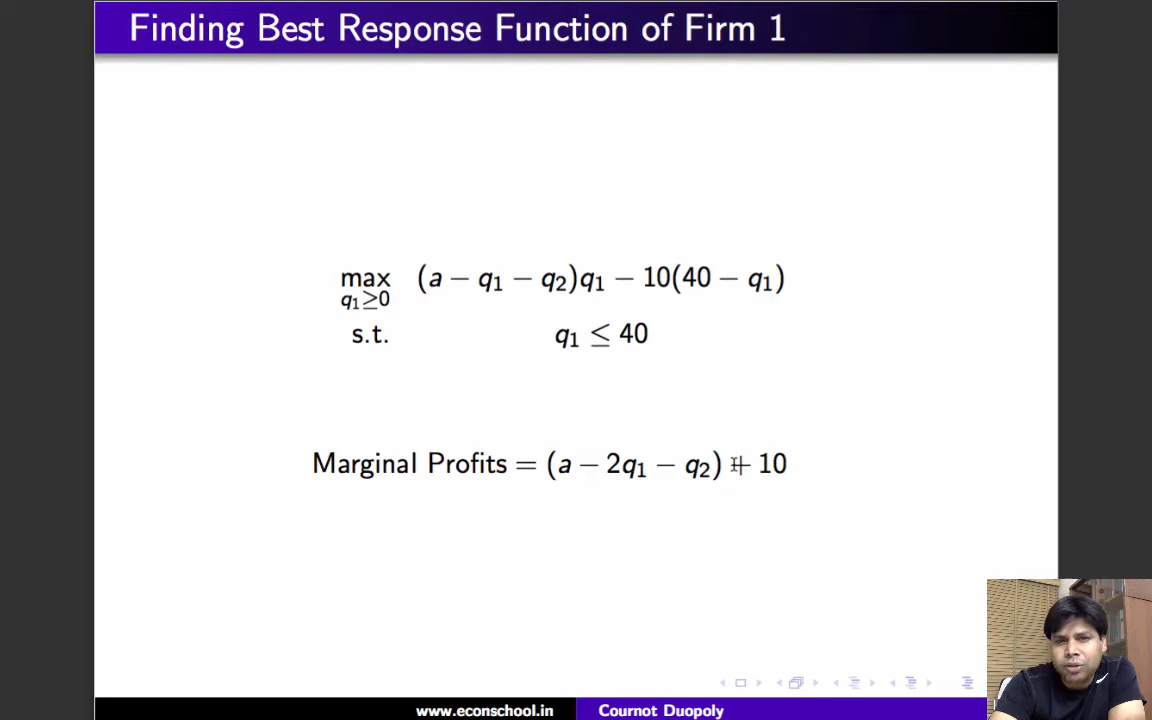 Finding Best Response Function of Firm 1
max (a − q₁ − q₂)q₁ − 10(40 − q₁)
q₁≥0
s.t. q₁ ≤ 40
Marginal Profits = (a − 2q₁ − q₂) + 10
www.econschool.in Cournot Duopoly